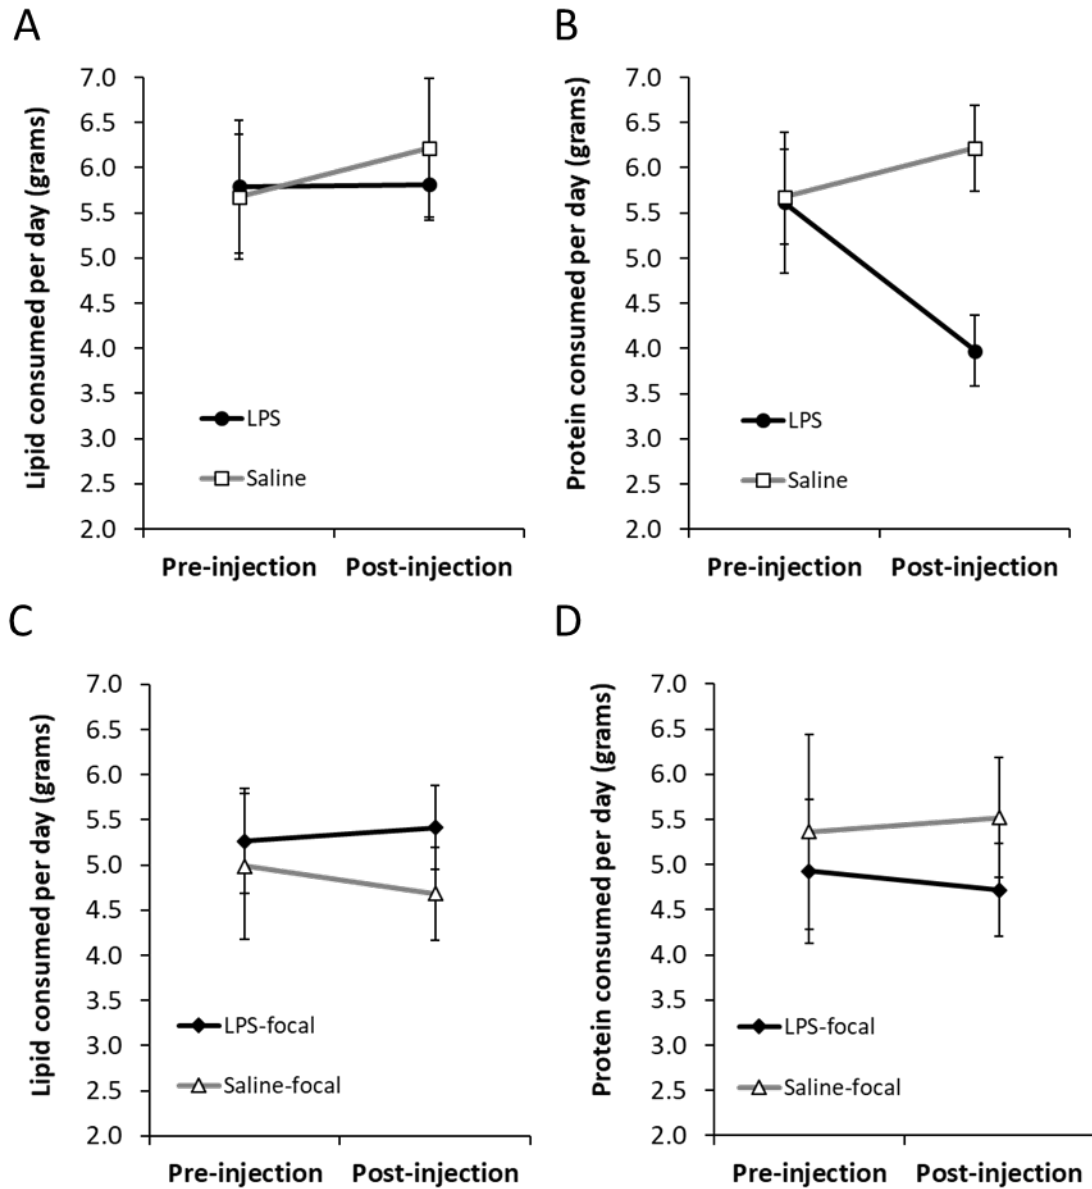 A
Lipid consumed per day (grams)
7.0
6.5
6.0
5.5
5.0
4.5
4.0
3.5
3.0
2.5
2.0
LPS
Saline
Pre-injection Post-injection
B
Protein consumed per day (grams)
7.0
6.5
6.0
5.5
5.0
4.5
4.0
3.5
3.0
2.5
2.0
LPS
Saline
Pre-injection Post-injection
C
Lipid consumed per day (grams)
7.0
6.5
6.0
5.5
5.0
4.5
4.0
3.5
3.0
2.5
2.0
LPS-focal
Saline-focal
Pre-injection Post-injection
D
Protein consumed per day (grams)
7.0
6.5
6.0
5.5
5.0
4.5
4.0
3.5
3.0
2.5
2.0
LPS-focal
Saline-focal
Pre-injection Post-injection